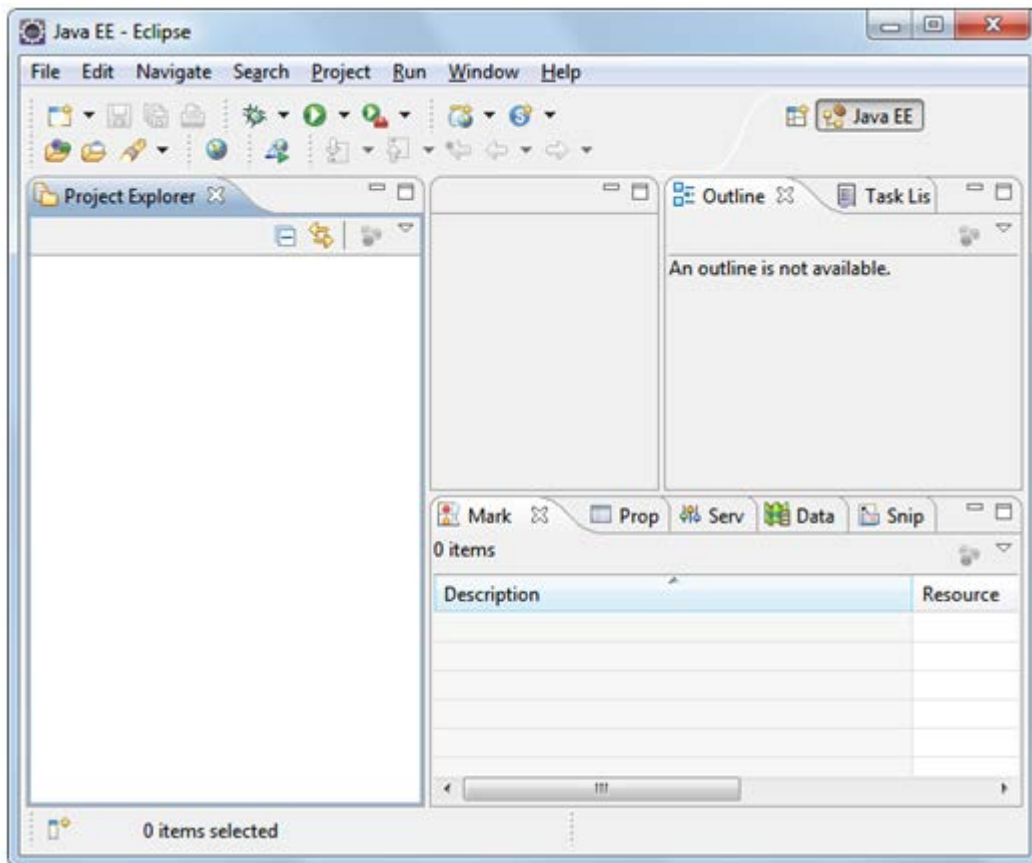 Java EE - Eclipse
File Edit Navigate Search Project Run Window Help
Java EE
Project Explorer
Outline Task Lis
An outline is not available.
Mark Prop Serv Data Snip
0 items
Description Resource
0 items selected